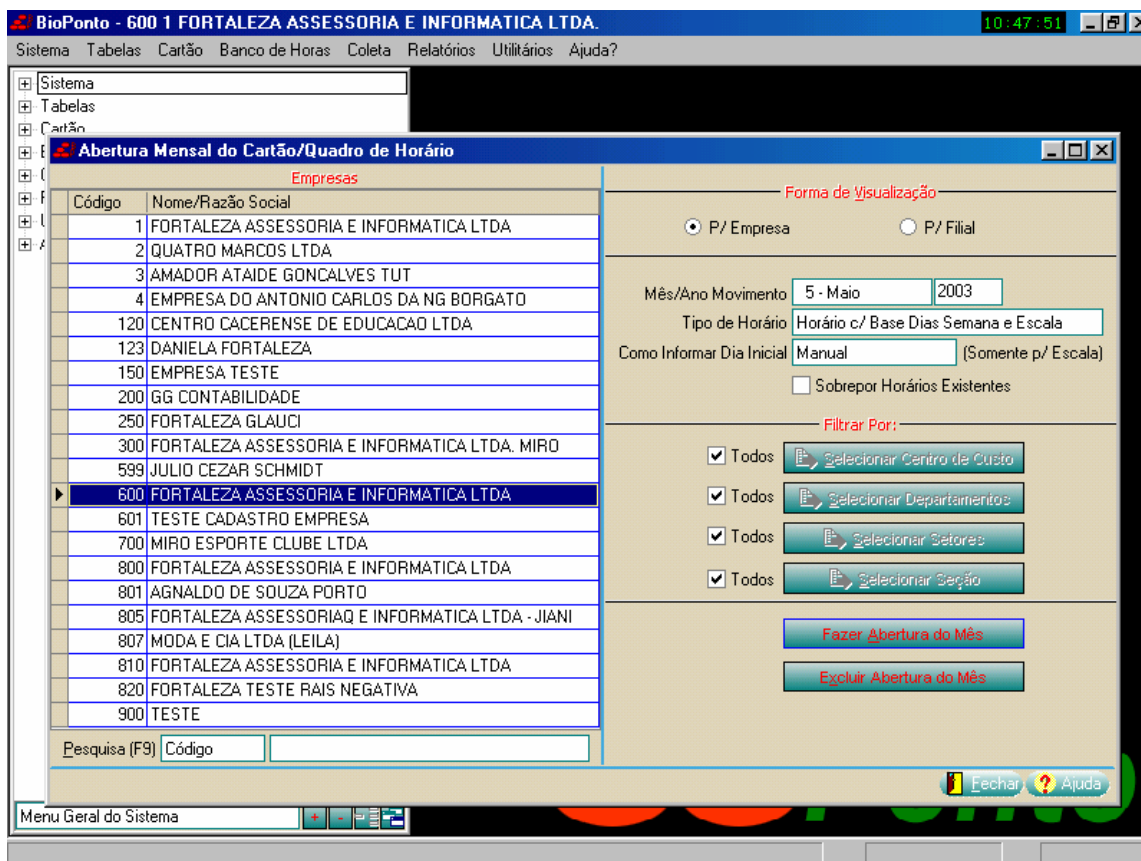 BioPonto - 600 1 FORTALEZA ASSESSORIA E INFORMATICA LTDA.
10:47:51
Sistema Tabelas Cartão Banco de Horas Coleta Relatórios Utilitários Ajuda?
Sistema
Tabelas
Cartão
Abertura Mensal do Cartão/Quadro de Horário
Empresas
Código Nome/Razão Social
1 FORTALEZA ASSESSORIA E INFORMATICA LTDA
2 QUATRO MARCOS LTDA
3 AMADOR ATAIDE GONCALVES TUT
4 EMPRESA DO ANTONIO CARLOS DA NG BORGATO
120 CENTRO CACERENSE DE EDUCACAO LTDA
123 DANIELA FORTALEZA
150 EMPRESA TESTE
200 GG CONTABILIDADE
250 FORTALEZA GLAUCI
300 FORTALEZA ASSESSORIA E INFORMATICA LTDA. MIRO
599 JULIO CEZAR SCHMIDT
600 FORTALEZA ASSESSORIA E INFORMATICA LTDA
601 TESTE CADASTRO EMPRESA
700 MIRO ESPORTE CLUBE LTDA
800 FORTALEZA ASSESSORIA E INFORMATICA LTDA
801 AGNALDO DE SOUZA PORTO
805 FORTALEZA ASSESSORIAQ E INFORMATICA LTDA - JIANI
807 MODA E CIA LTDA (LEILA)
810 FORTALEZA ASSESSORIA E INFORMATICA LTDA
820 FORTALEZA TESTE RAIS NEGATIVA
900 TESTE
Pesquisa (F9) Código
Forma de Visualização
P/ Empresa P/ Filial
Mês/Ano Movimento 5 - Maio 2003
Tipo de Horário Horário c/ Base Dias Semana e Escala
Como Informar Dia Inicial Manual (Somente p/ Escala)
Sobrepor Horários Existentes
Filtrar Por:
Todos Selecionar Centro de Custo
Todos Selecionar Departamentos
Todos Selecionar Setores
Todos Selecionar Seção
Fazer Abertura do Mês
Excluir Abertura do Mês
Fechar Ajuda
Menu Geral do Sistema